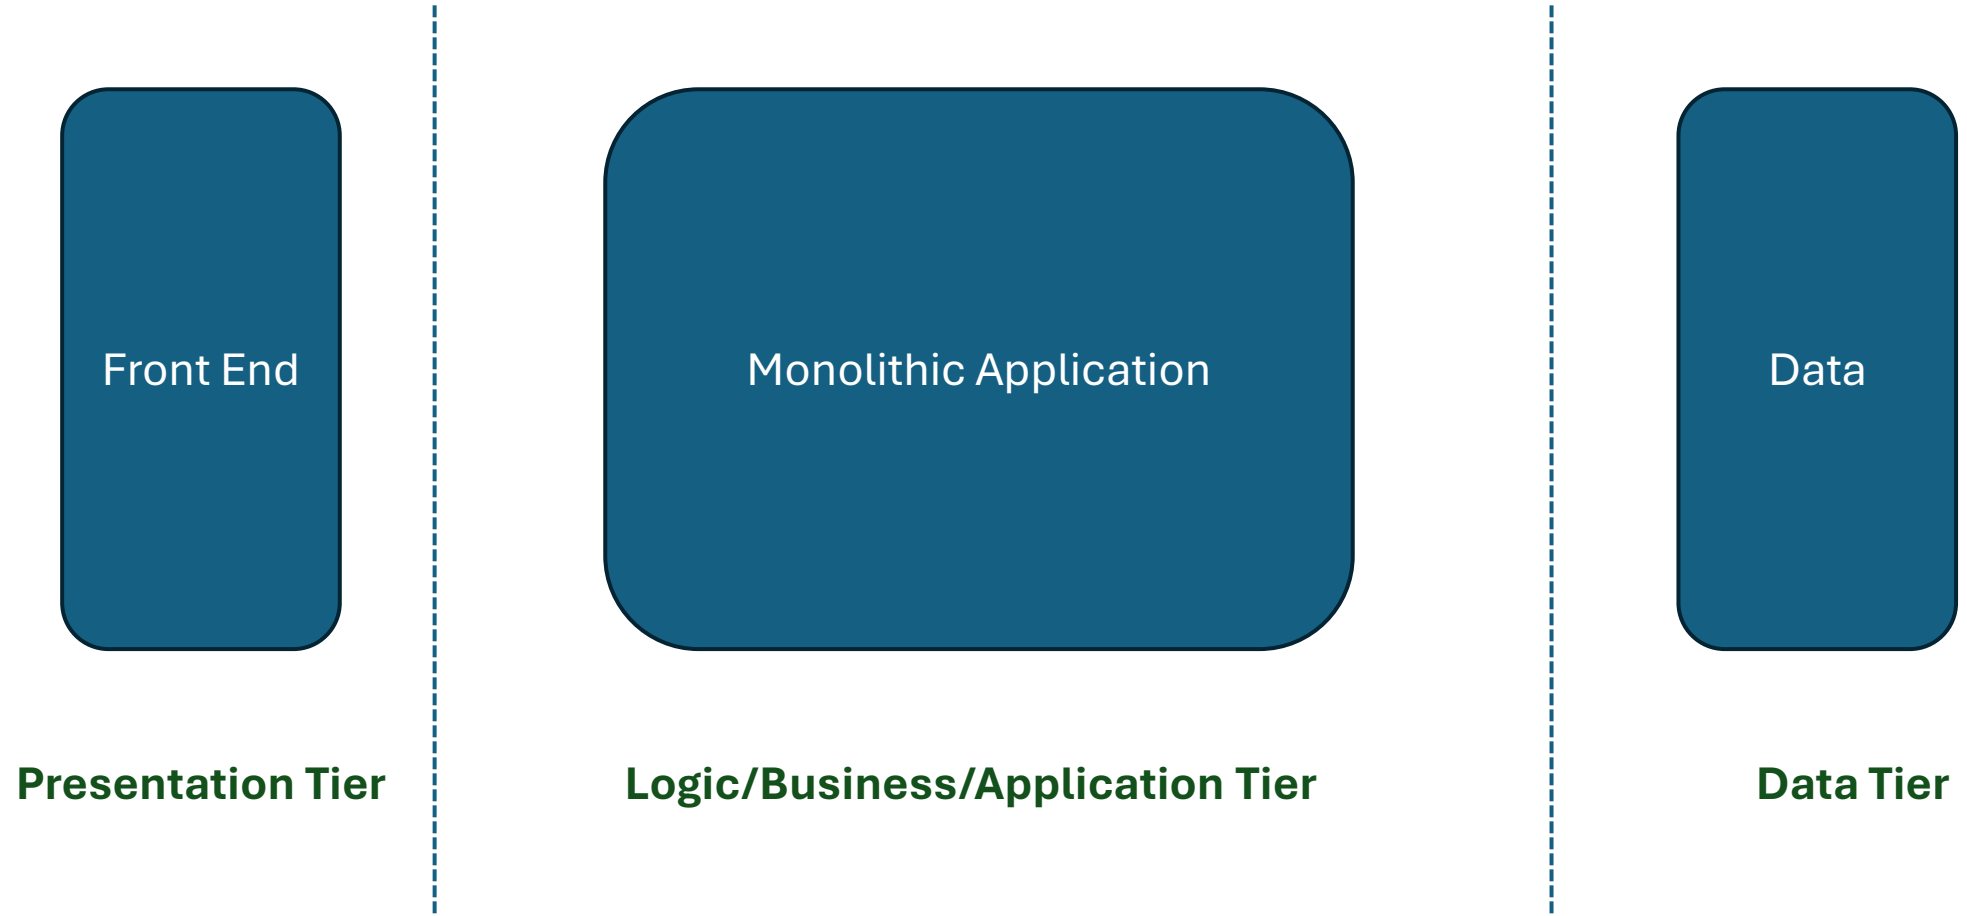 Front End
Monolithic Application
Data
Presentation Tier
Logic/Business/Application Tier
Data Tier